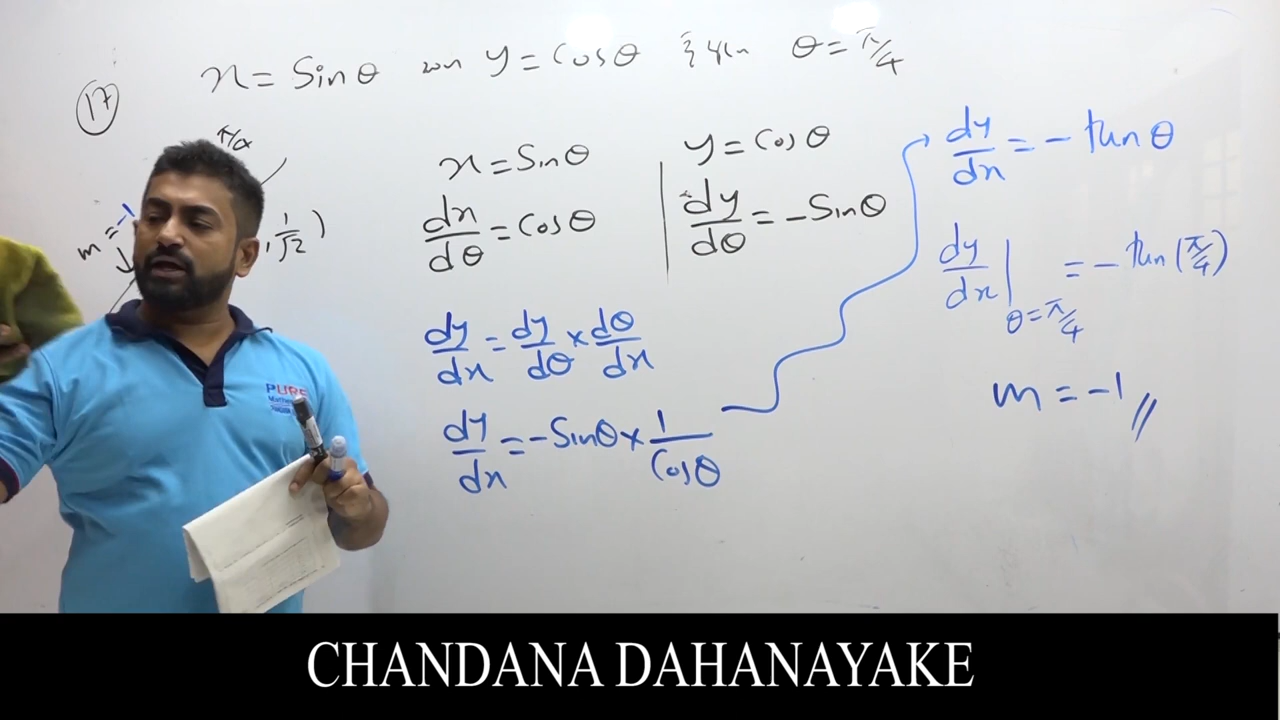 (17) x = Sinθ y = Cosθ θ = π/4
m = -1
, 1/√2)
x = Sinθ
dx/dθ = Cosθ
y = Cosθ
dy/dθ = -Sinθ
dy/dx = dy/dθ × dθ/dx
dy/dx = -Sinθ × 1/Cosθ
dy/dx = - tanθ
dy/dx | θ = π/4 = - tan(π/4)
m = -1 //
PURE
CHANDANA DAHANAYAKE